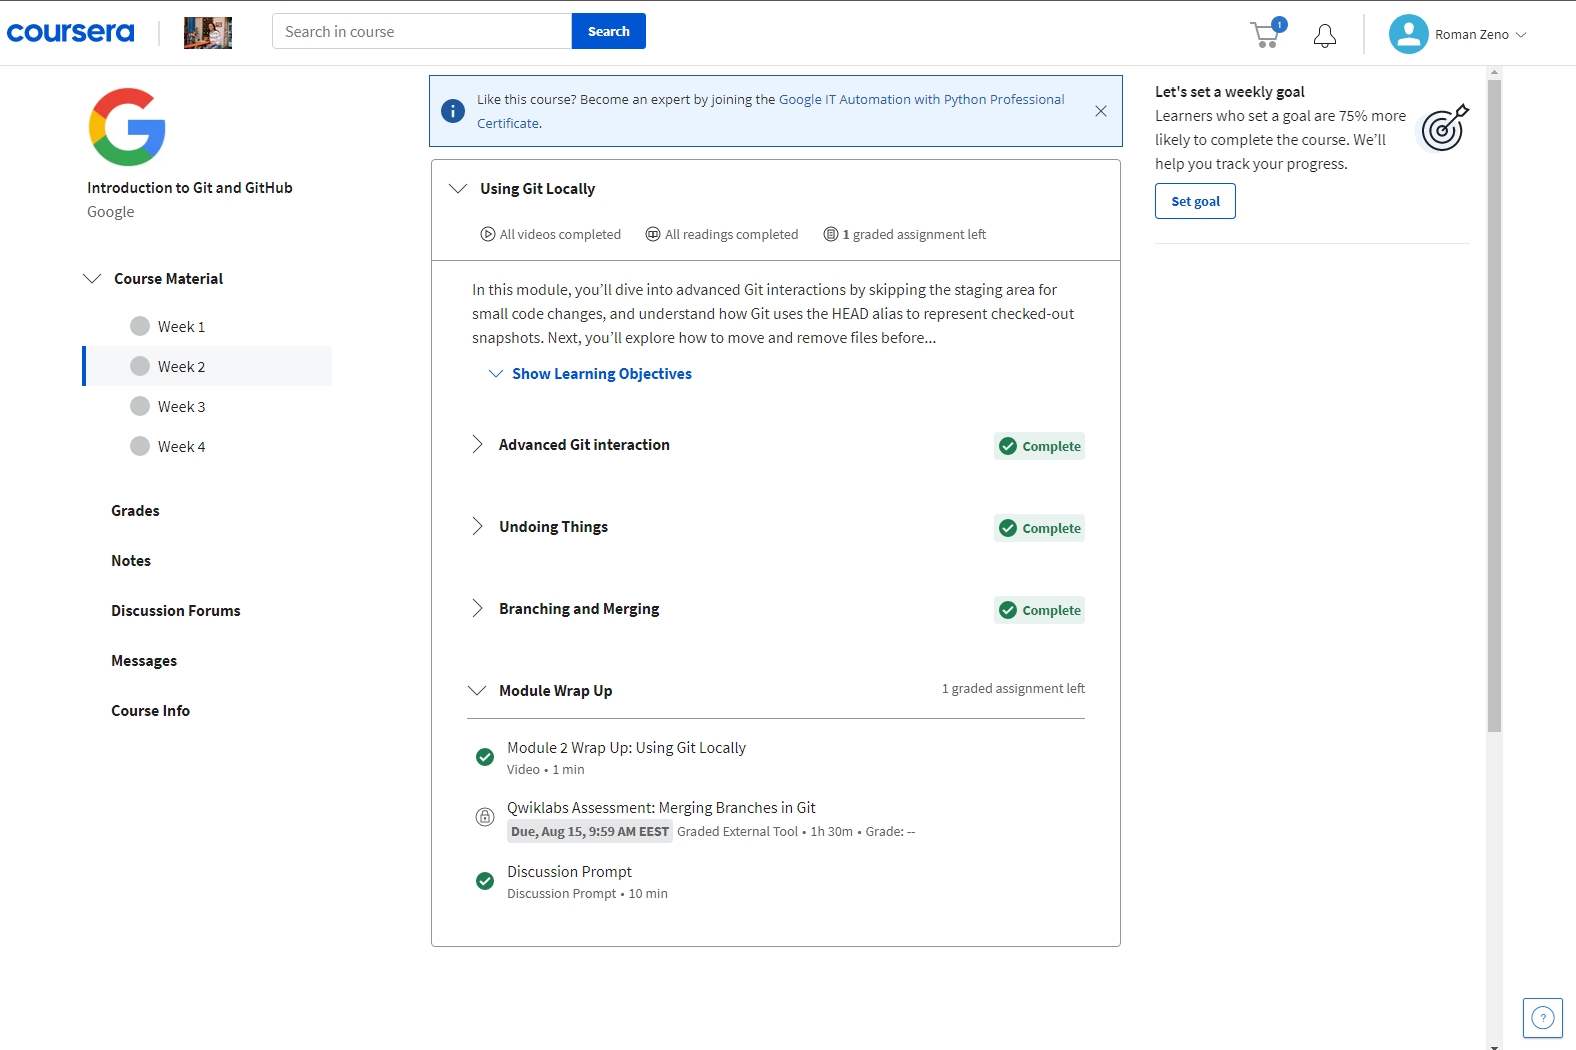 coursera
Search in course
Search
1
Roman Zeno
Introduction to Git and GitHub
Google
Course Material
Week 1
Week 2
Week 3
Week 4
Grades
Notes
Discussion Forums
Messages
Course Info
Like this course? Become an expert by joining the Google IT Automation with Python Professional
Certificate.
Using Git Locally
All videos completed
All readings completed
1 graded assignment left
In this module, you’ll dive into advanced Git interactions by skipping the staging area for
small code changes, and understand how Git uses the HEAD alias to represent checked-out
snapshots. Next, you’ll explore how to move and remove files before...
Show Learning Objectives
Advanced Git interaction
Complete
Undoing Things
Complete
Branching and Merging
Complete
Module Wrap Up
1 graded assignment left
Module 2 Wrap Up: Using Git Locally
Video • 1 min
Qwiklabs Assessment: Merging Branches in Git
Due, Aug 15, 9:59 AM EEST Graded External Tool • 1h 30m • Grade: --
Discussion Prompt
Discussion Prompt • 10 min
Let's set a weekly goal
Learners who set a goal are 75% more
likely to complete the course. We’ll
help you track your progress.
Set goal
?